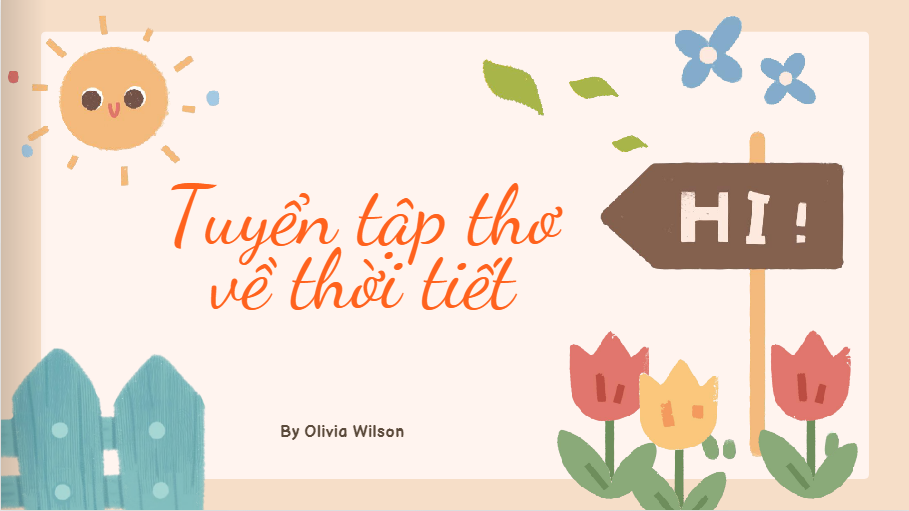 Tuyển tập thơ
về thời tiết
HI!
By Olivia Wilson